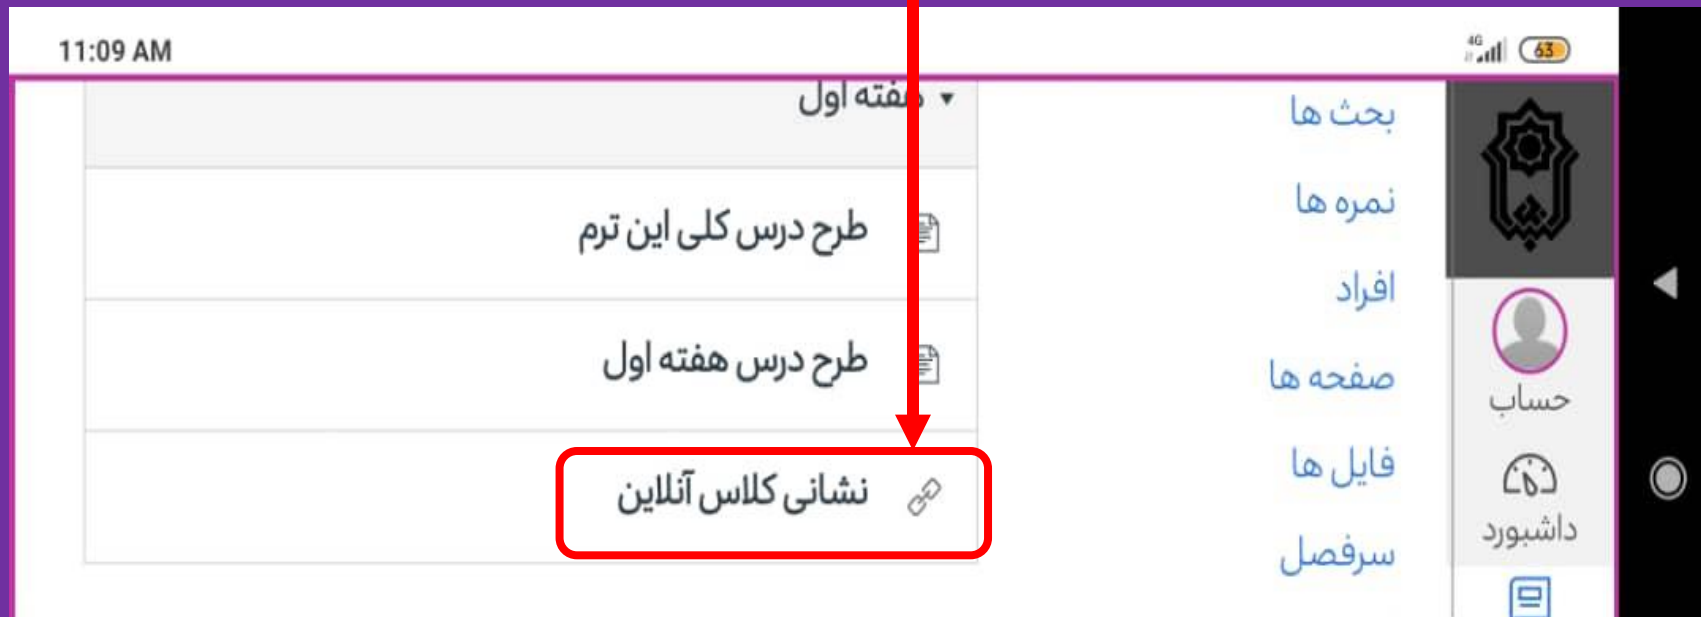 11:09 AM
4G
63
هفته اول
طرح درس کلی این ترم
طرح درس هفته اول
نشانی کلاس آنلاین
بحث ها
نمره ها
افراد
صفحه ها
فایل ها
سرفصل
حساب
داشبورد